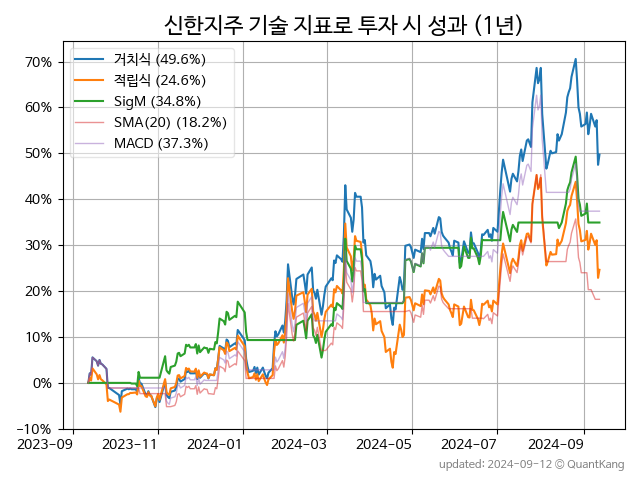 신한지주 기술 지표로 투자 시 성과 (1년)
거치식 (49.6%)
적립식 (24.6%)
SigM (34.8%)
SMA(20) (18.2%)
MACD (37.3%)
70%
60%
50%
40%
30%
20%
10%
0%
-10%
2023-09 2023-11 2024-01 2024-03 2024-05 2024-07 2024-09
updated: 2024-09-12 © QuantKang